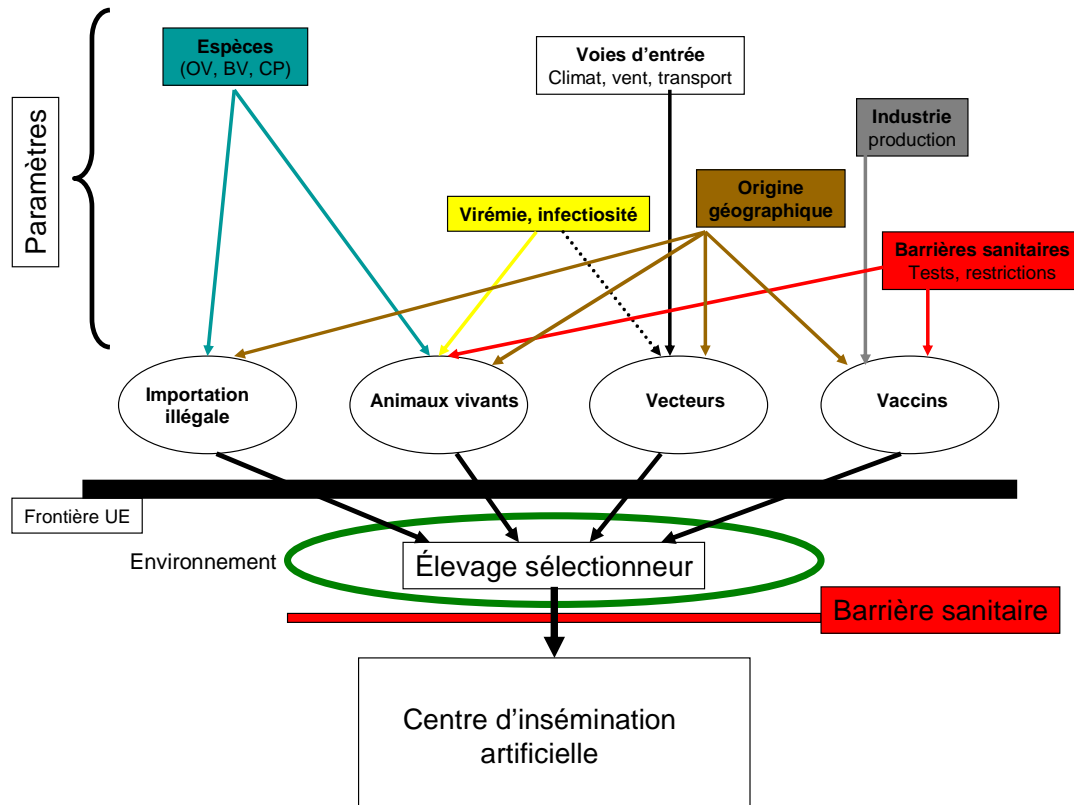 Espèces
(OV, BV, CP)
Voies d'entrée
Climat, vent, transport
Industrie
production
Paramètres
Virémie, infectiosité
Origine
géographique
Barrières sanitaires
Tests, restrictions
Importation
illégale
Animaux vivants
Vecteurs
Vaccins
Frontière UE
Environnement
Élevage sélectionneur
Barrière sanitaire
Centre d'insémination
artificielle